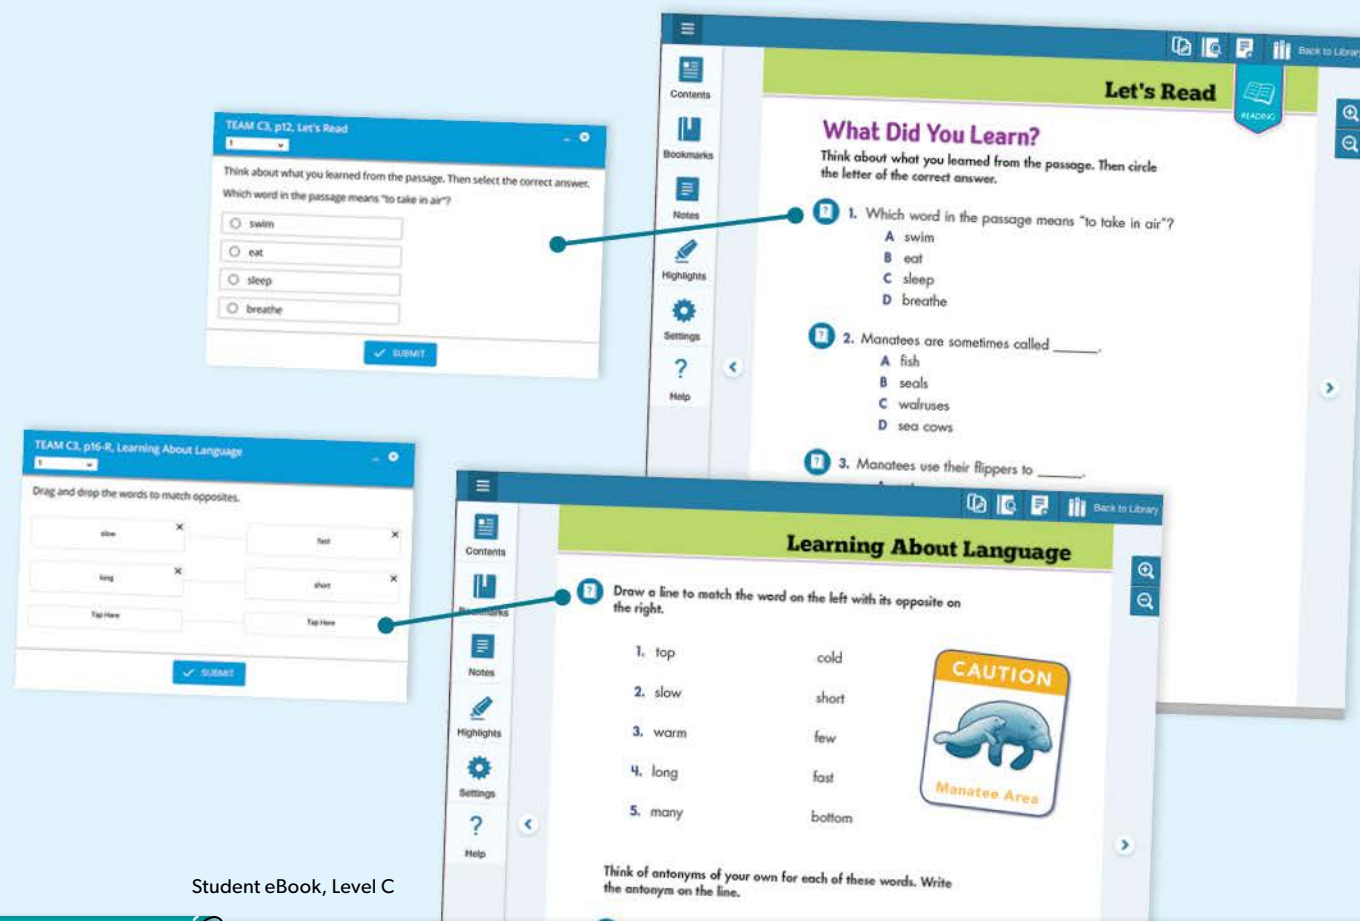 Back to Library
Contents
Bookmarks
Notes
Highlights
Settings
Help
Let's Read
READING
What Did You Learn?
Think about what you learned from the passage. Then circle
the letter of the correct answer.
1. Which word in the passage means “to take in air”?
A swim
B eat
C sleep
D breathe
2. Manatees are sometimes called ______.
A fish
B seals
C walruses
D sea cows
3. Manatees use their flippers to ______.
TEAM C3, p12, Let's Read
1
Think about what you learned from the passage. Then select the correct answer.
Which word in the passage means "to take in air"?
swim
eat
sleep
breathe
SUBMIT
TEAM C3, p16-R, Learning About Language
1
Drag and drop the words to match opposites.
slow fast
long short
Tap Here Tap Here
SUBMIT
Back to Library
Contents
Bookmarks
Notes
Highlights
Settings
Help
Learning About Language
Draw a line to match the word on the left with its opposite on
the right.
1. top cold
2. slow short
3. warm few
4. long fast
5. many bottom
CAUTION
Manatee Area
Think of antonyms of your own for each of these words. Write
the antonym on the line.
Student eBook, Level C